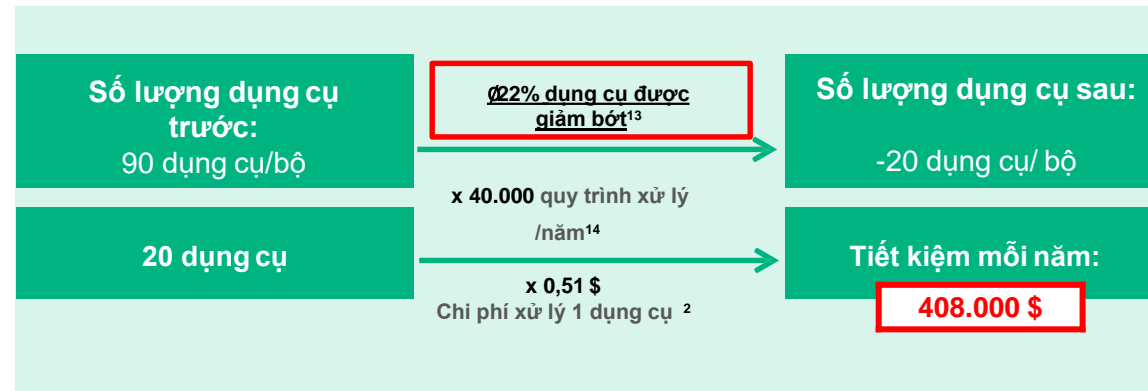 Số lượng dụng cụ
trước:
90 dụng cụ/bộ
Ø22% dụng cụ được
giảm bớt¹³
Số lượng dụng cụ sau:
-20 dụng cụ/ bộ
x 40.000 quy trình xử lý
/năm¹⁴
20 dụng cụ
x 0,51 $
Chi phí xử lý 1 dụng cụ ²
Tiết kiệm mỗi năm:
408.000 $